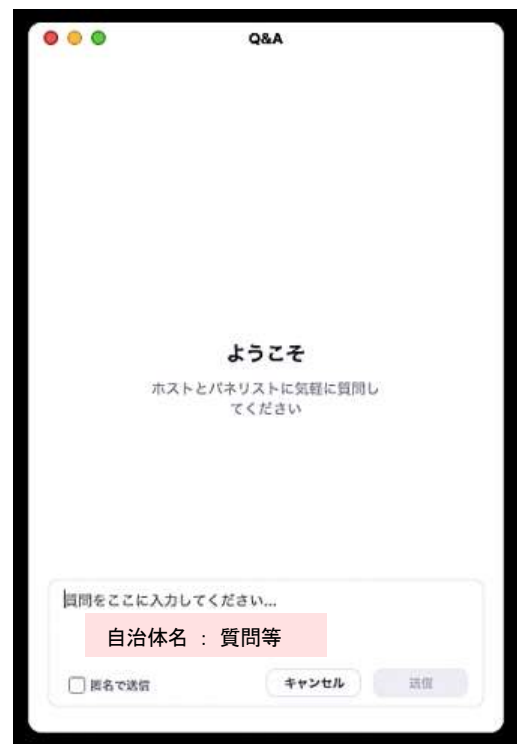 Q&A
ようこそ
ホストとパネリストに気軽に質問し
てください
質問をここに入力してください...
自治体名 : 質問等
匿名で送信
キャンセル
送信